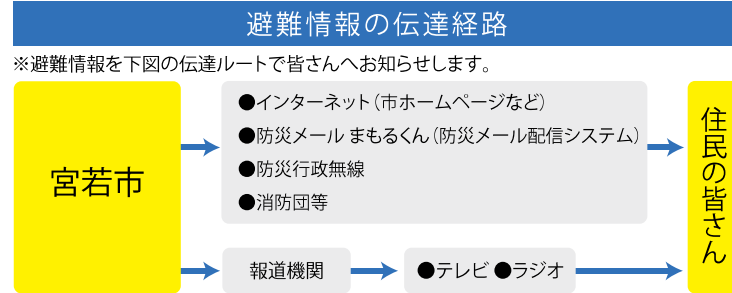 避難情報の伝達経路
※避難情報を下図の伝達ルートで皆さんへお知らせします。
宮若市
●インターネット（市ホームページなど）
●防災メール まもるくん（防災メール配信システム）
●防災行政無線
●消防団等
報道機関
●テレビ ●ラジオ
住民の皆さん